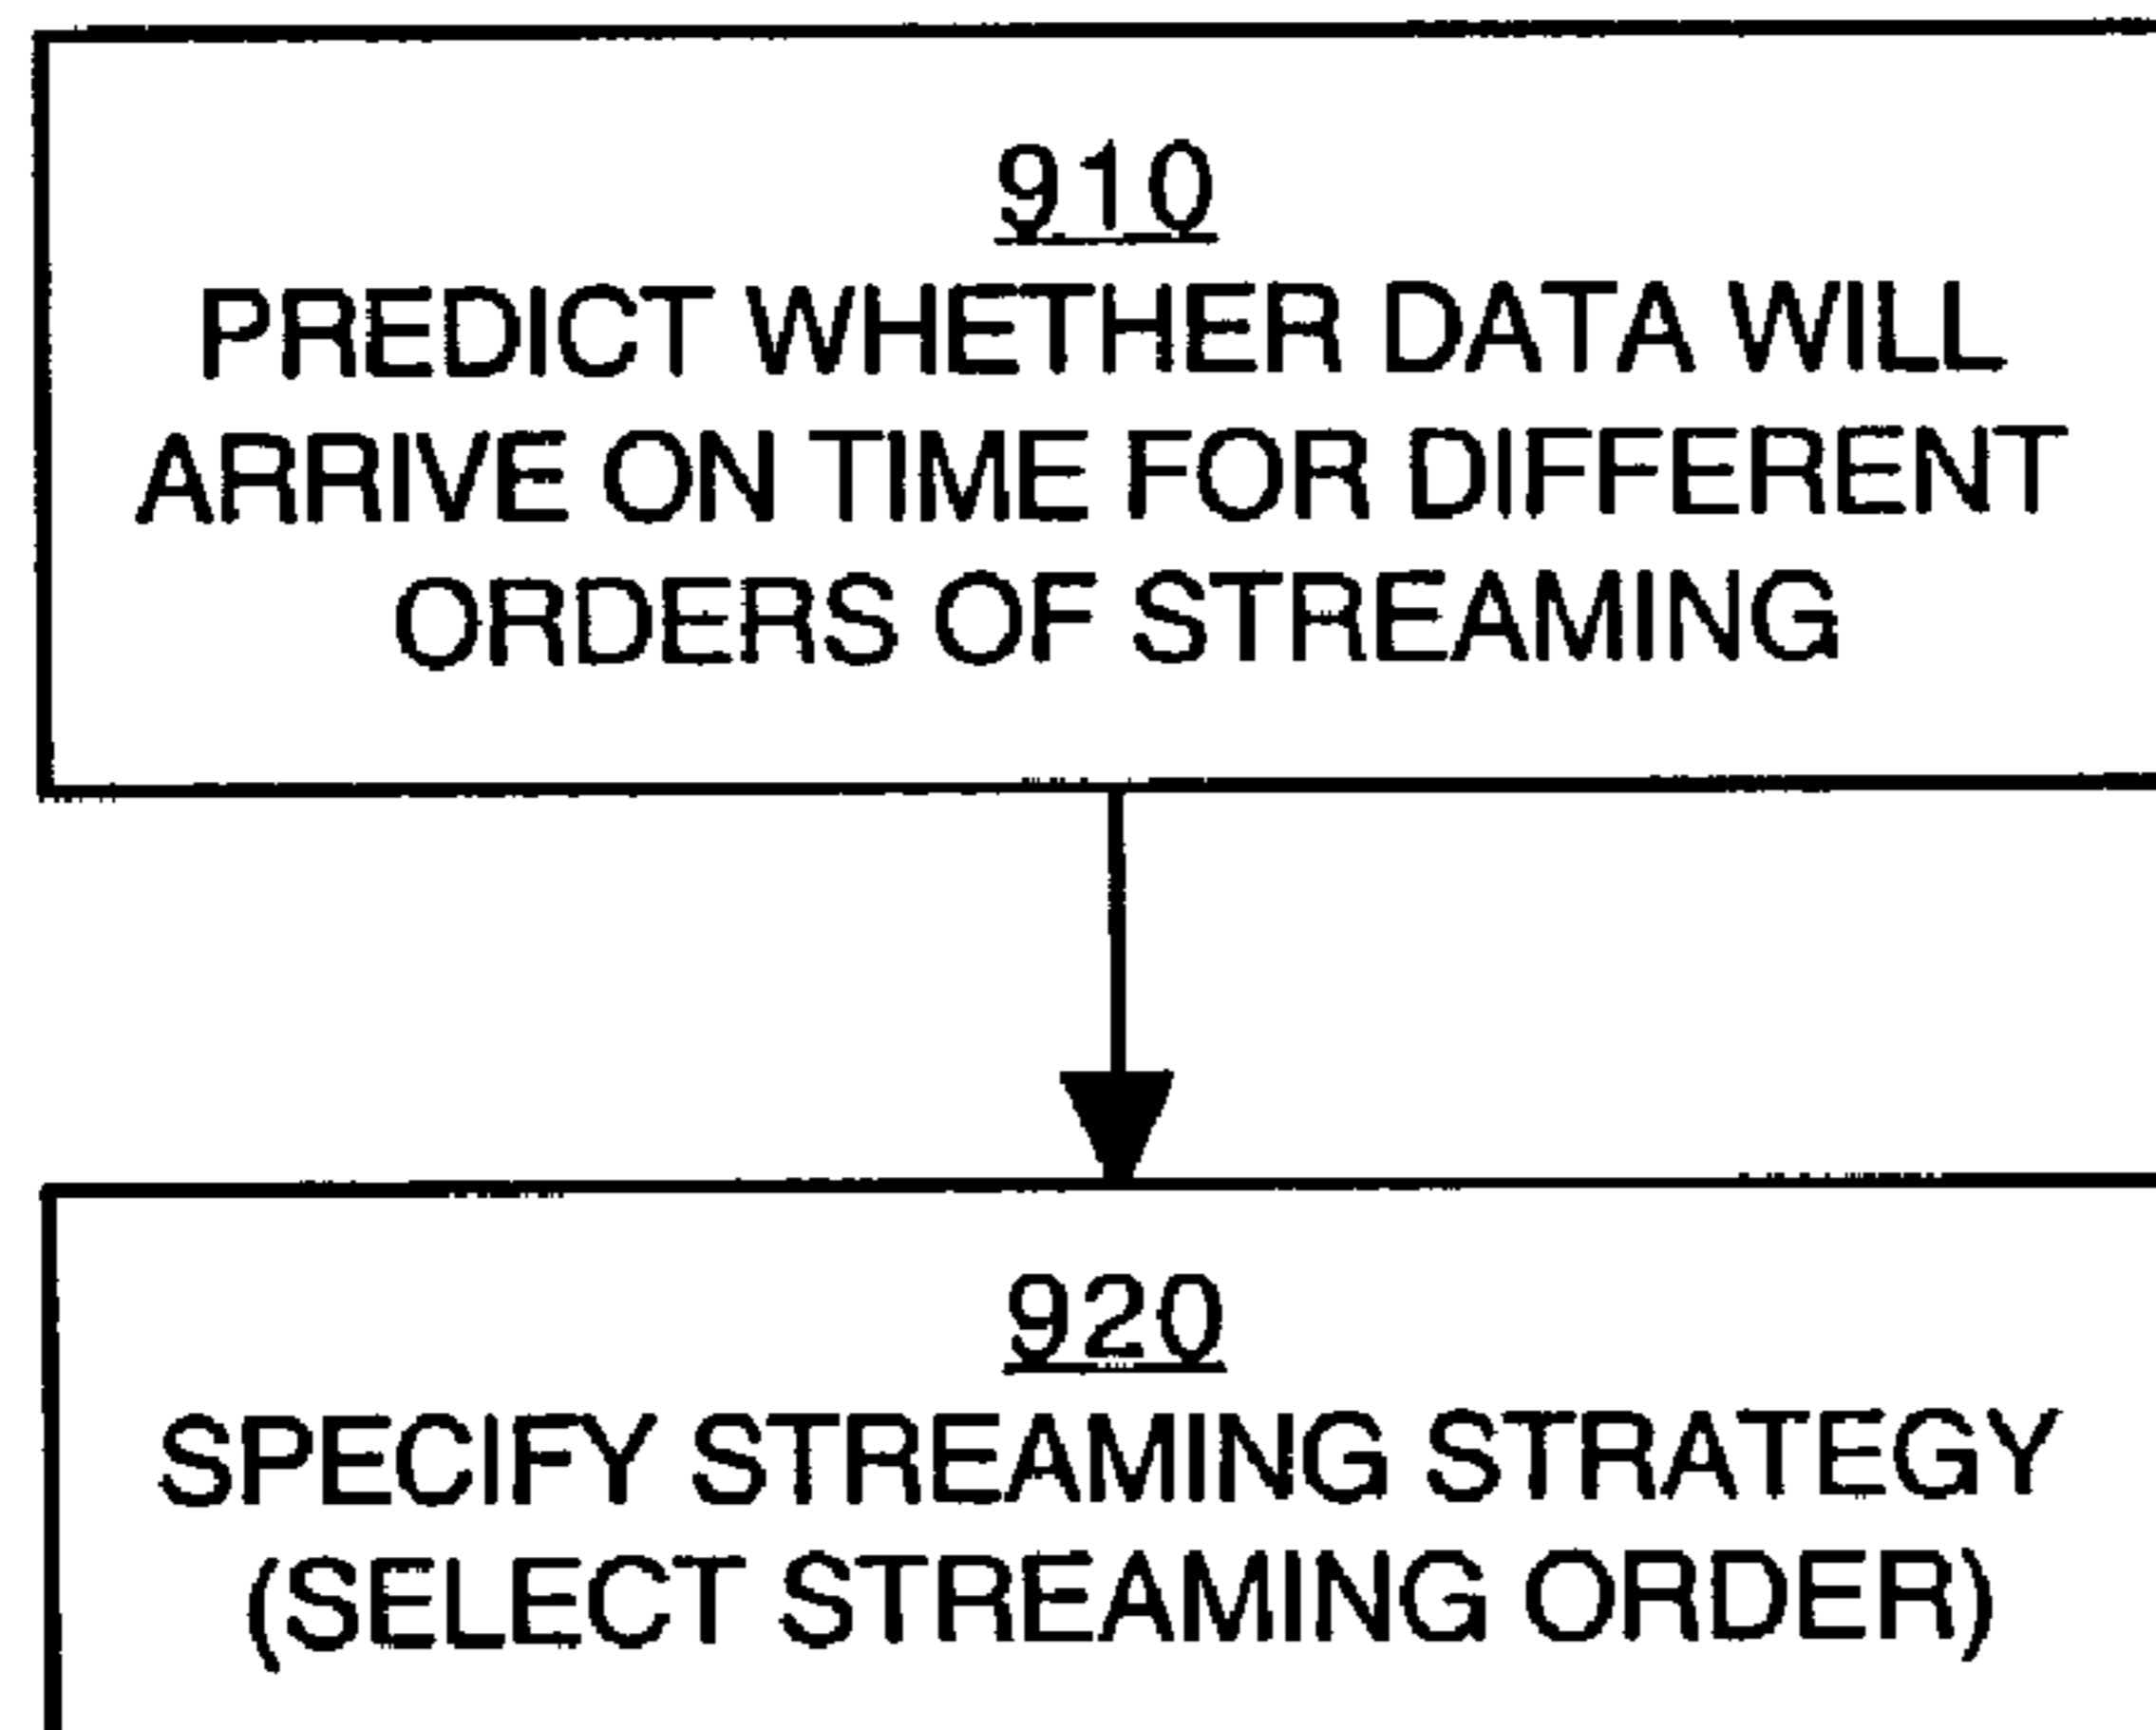 910
PREDICT WHETHER DATA WILL
ARRIVE ON TIME FOR DIFFERENT
ORDERS OF STREAMING
920
SPECIFY STREAMING STRATEGY
(SELECT STREAMING ORDER)